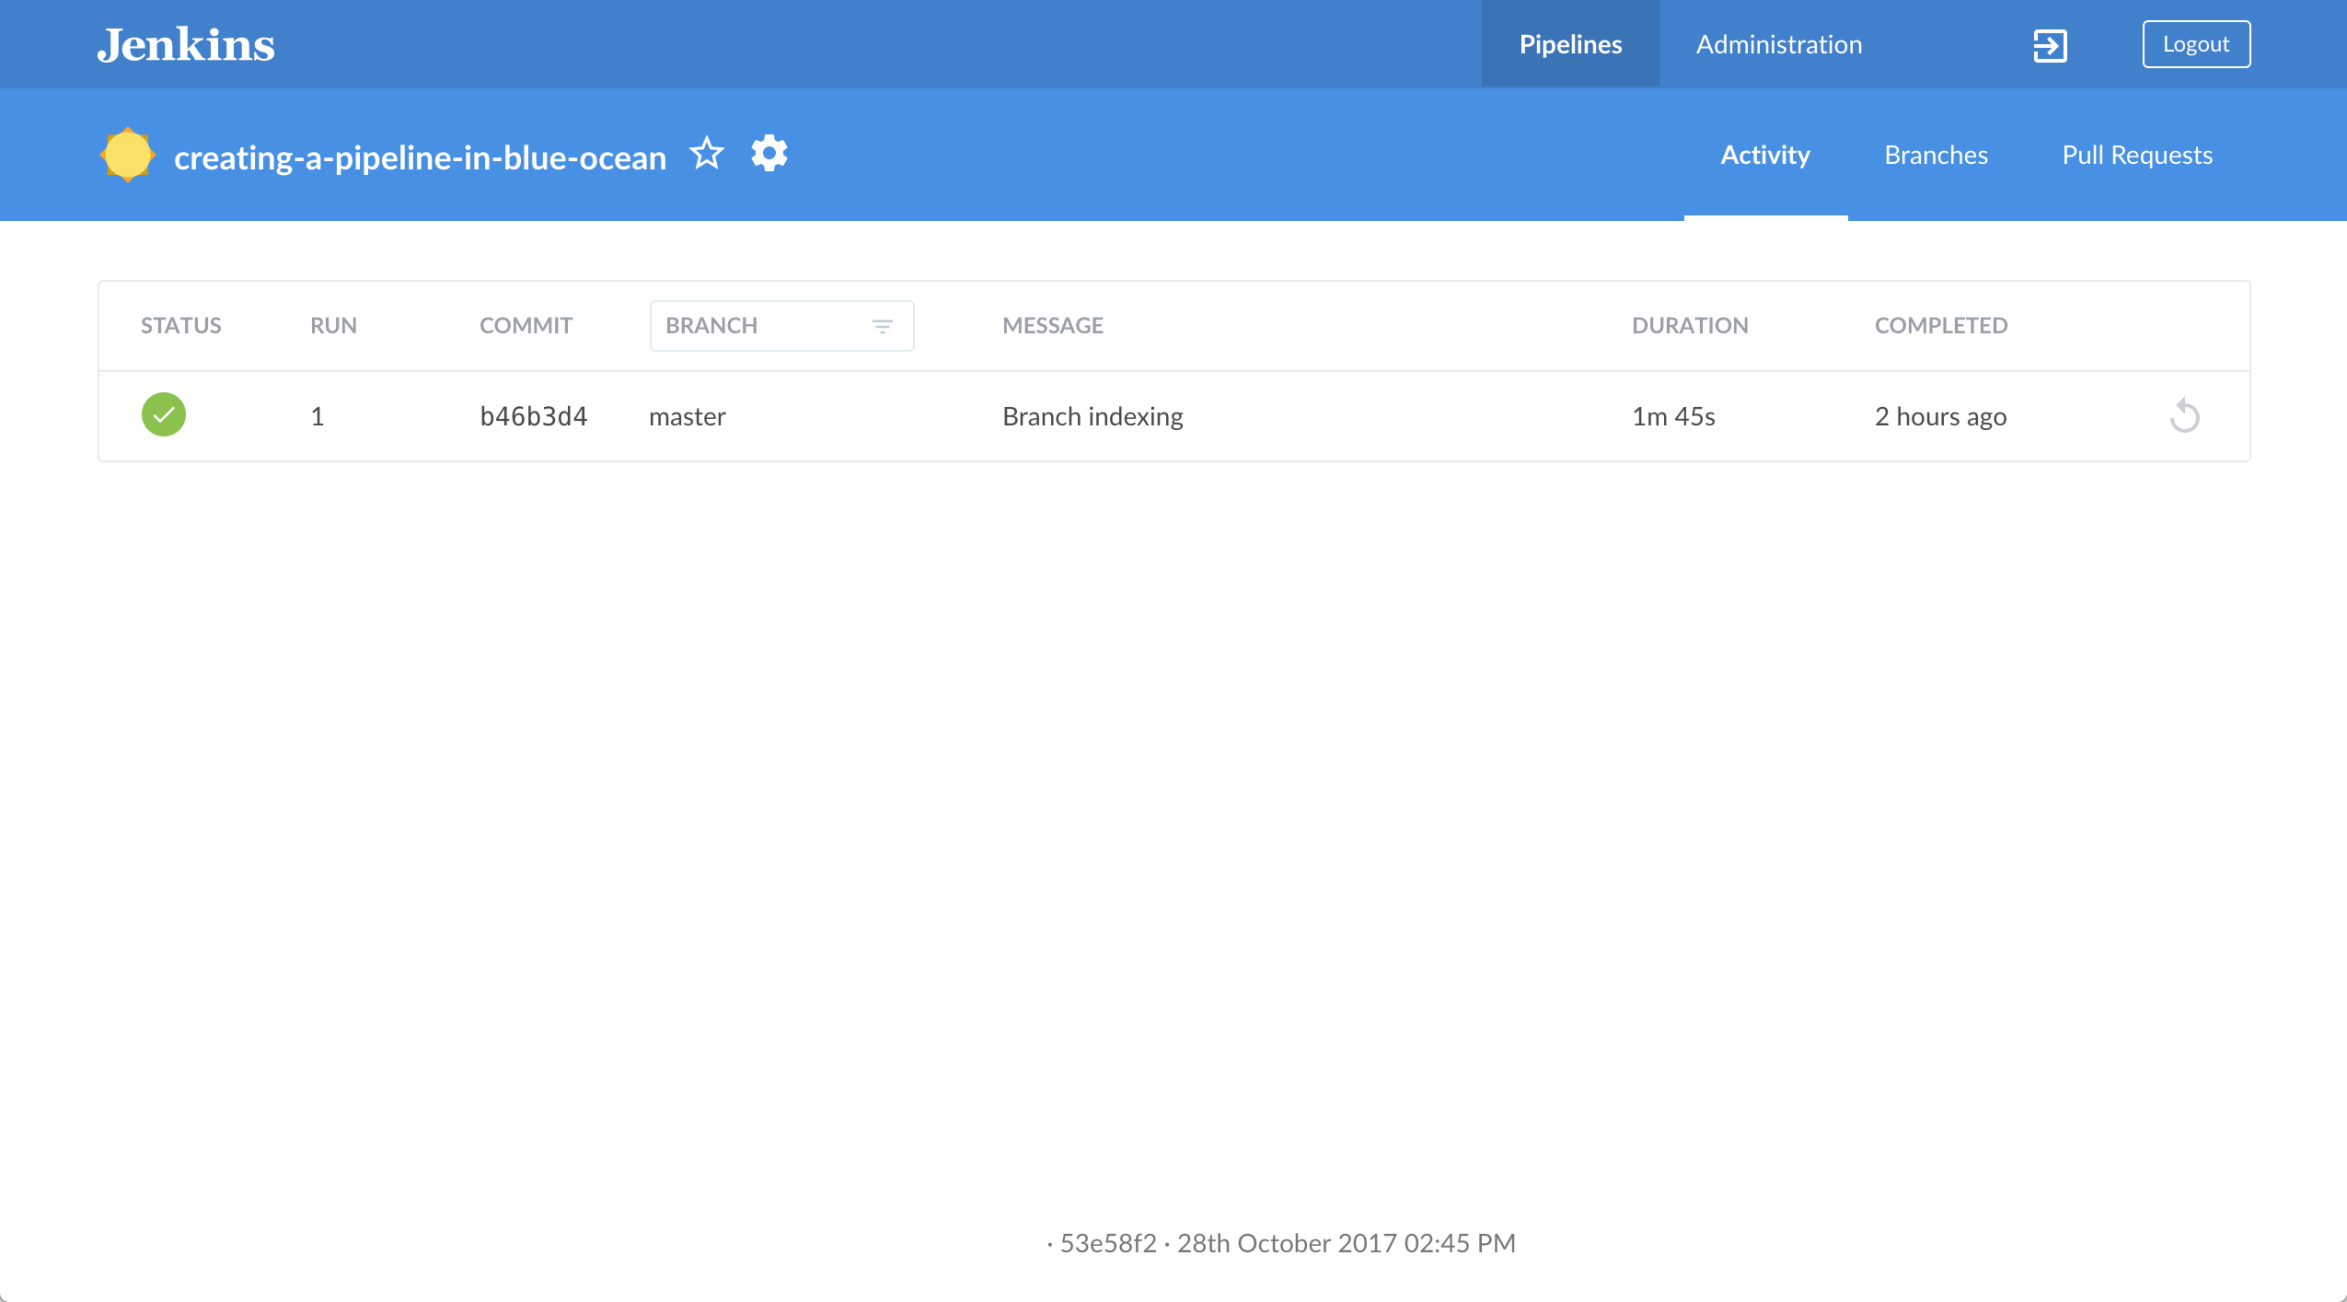 Jenkins
Pipelines
Administration
Logout
creating-a-pipeline-in-blue-ocean
Activity
Branches
Pull Requests
STATUS RUN COMMIT BRANCH MESSAGE DURATION COMPLETED
1 b46b3d4 master Branch indexing 1m 45s 2 hours ago
· 53e58f2 · 28th October 2017 02:45 PM